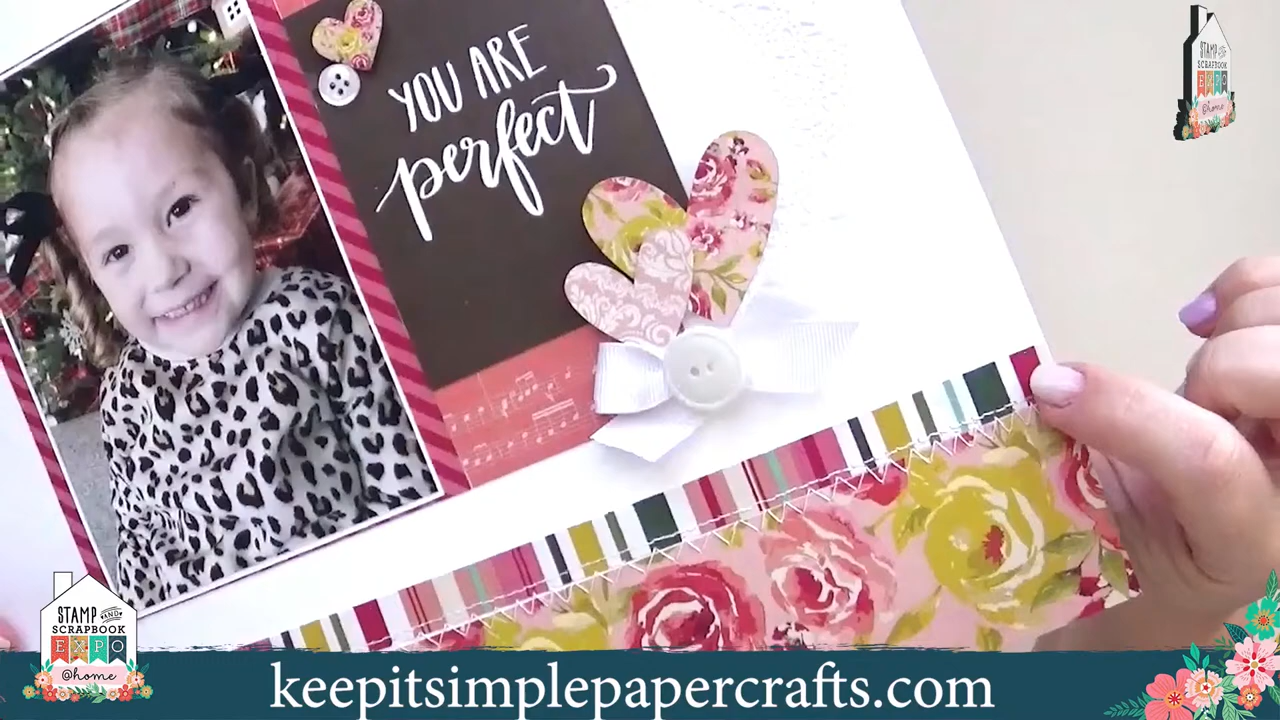 YOU ARE
perfect
STAMP AND
SCRAPBOOK
EXPO
@home
STAMP AND
SCRAPBOOK
EXPO
@home
keepitsimplepapercrafts.com